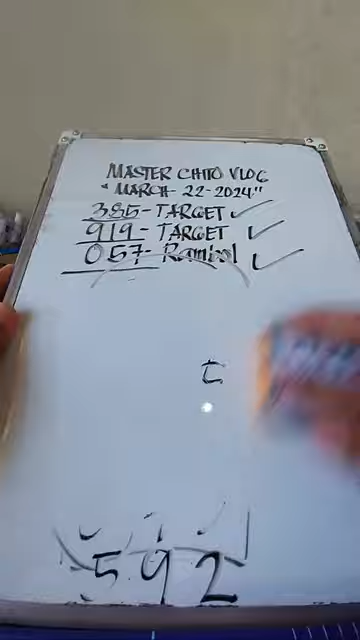 MASTER CHITO VLOG
"MARCH-22-2024"
385-TARGET ✓
919-TARGET ✓
057-Rambol ✓
592